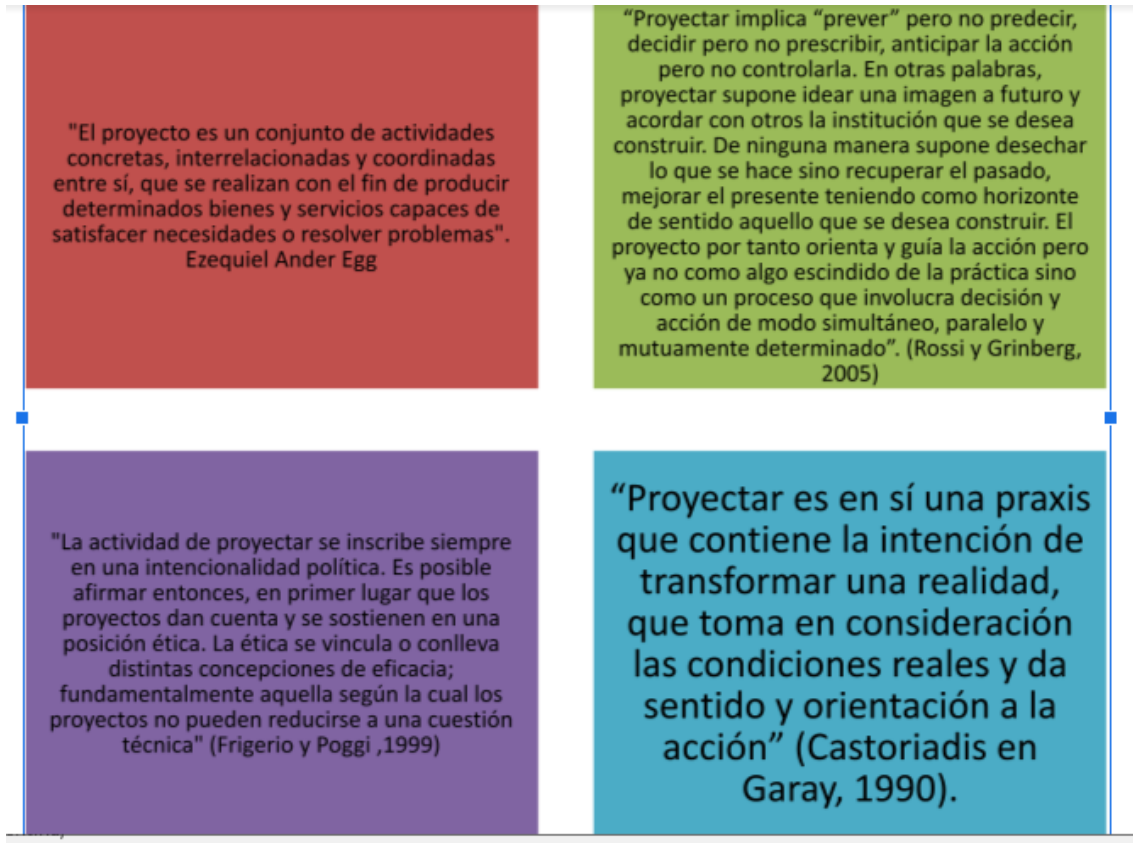 "El proyecto es un conjunto de actividades
concretas, interrelacionadas y coordinadas
entre sí, que se realizan con el fin de producir
determinados bienes y servicios capaces de
satisfacer necesidades o resolver problemas".
Ezequiel Ander Egg
“Proyectar implica “prever” pero no predecir,
decidir pero no prescribir, anticipar la acción
pero no controlarla. En otras palabras,
proyectar supone idear una imagen a futuro y
acordar con otros la institución que se desea
construir. De ninguna manera supone desechar
lo que se hace sino recuperar el pasado,
mejorar el presente teniendo como horizonte
de sentido aquello que se desea construir. El
proyecto por tanto orienta y guía la acción pero
ya no como algo escindido de la práctica sino
como un proceso que involucra decisión y
acción de modo simultáneo, paralelo y
mutuamente determinado”. (Rossi y Grinberg,
2005)
"La actividad de proyectar se inscribe siempre
en una intencionalidad política. Es posible
afirmar entonces, en primer lugar que los
proyectos dan cuenta y se sostienen en una
posición ética. La ética se vincula o conlleva
distintas concepciones de eficacia;
fundamentalmente aquella según la cual los
proyectos no pueden reducirse a una cuestión
técnica" (Frigerio y Poggi ,1999)
“Proyectar es en sí una praxis
que contiene la intención de
transformar una realidad,
que toma en consideración
las condiciones reales y da
sentido y orientación a la
acción” (Castoriadis en
Garay, 1990).